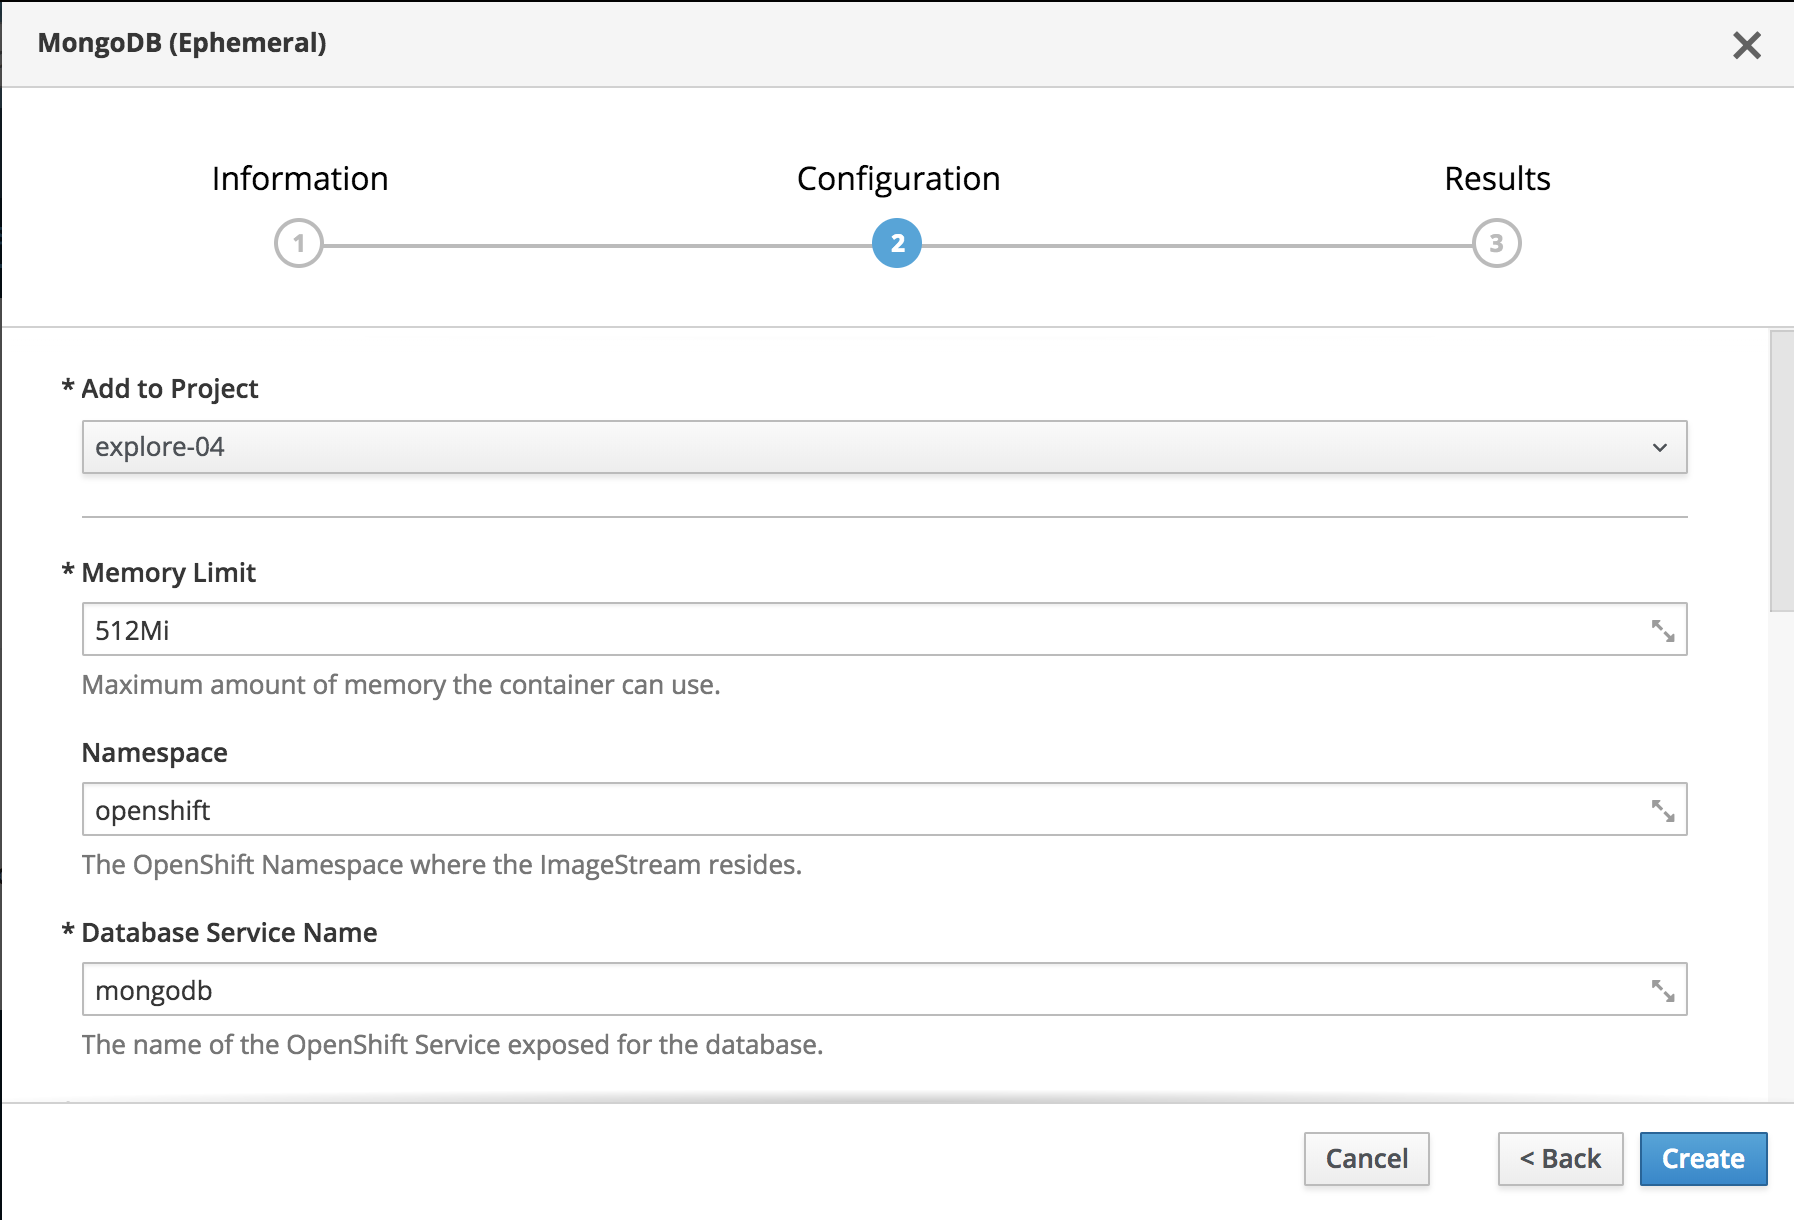 MongoDB (Ephemeral)
Information
Configuration
Results
1
2
3
* Add to Project
explore-04
* Memory Limit
512Mi
Maximum amount of memory the container can use.
Namespace
openshift
The OpenShift Namespace where the ImageStream resides.
* Database Service Name
mongodb
The name of the OpenShift Service exposed for the database.
Cancel
< Back
Create